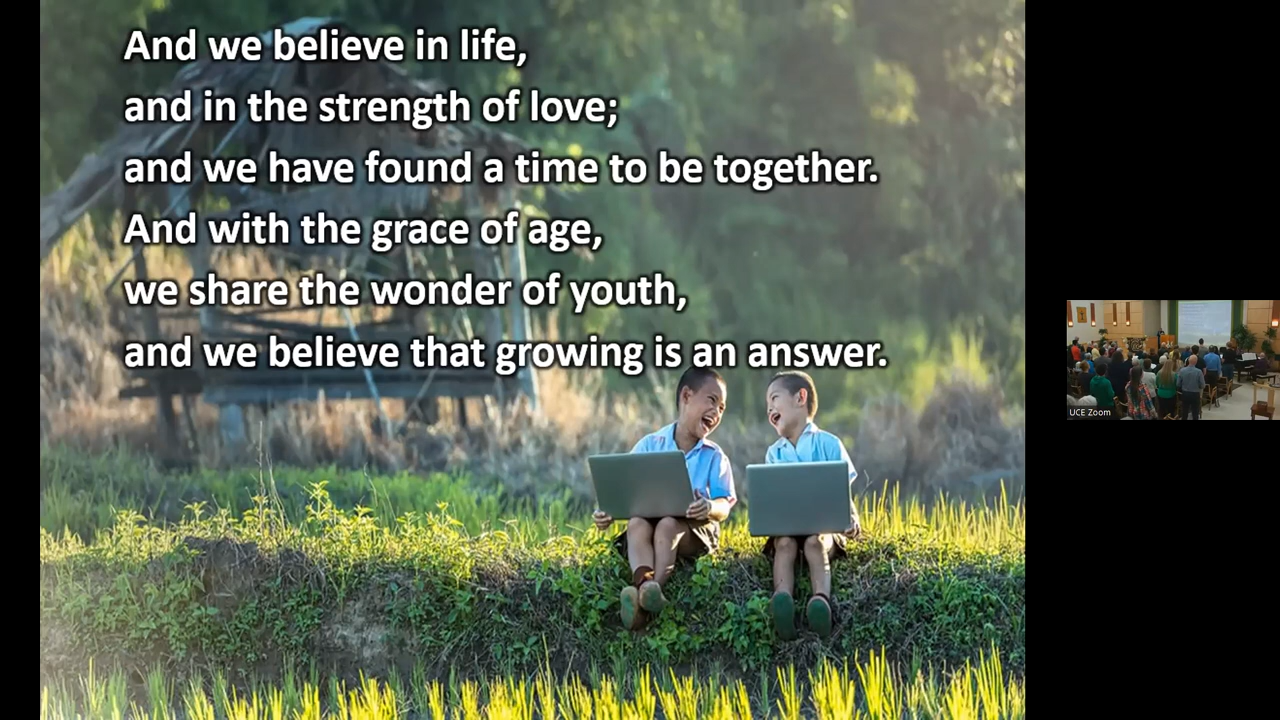 And we believe in life,
and in the strength of love;
and we have found a time to be together.
And with the grace of age,
we share the wonder of youth,
and we believe that growing is an answer.
UCE Zoom